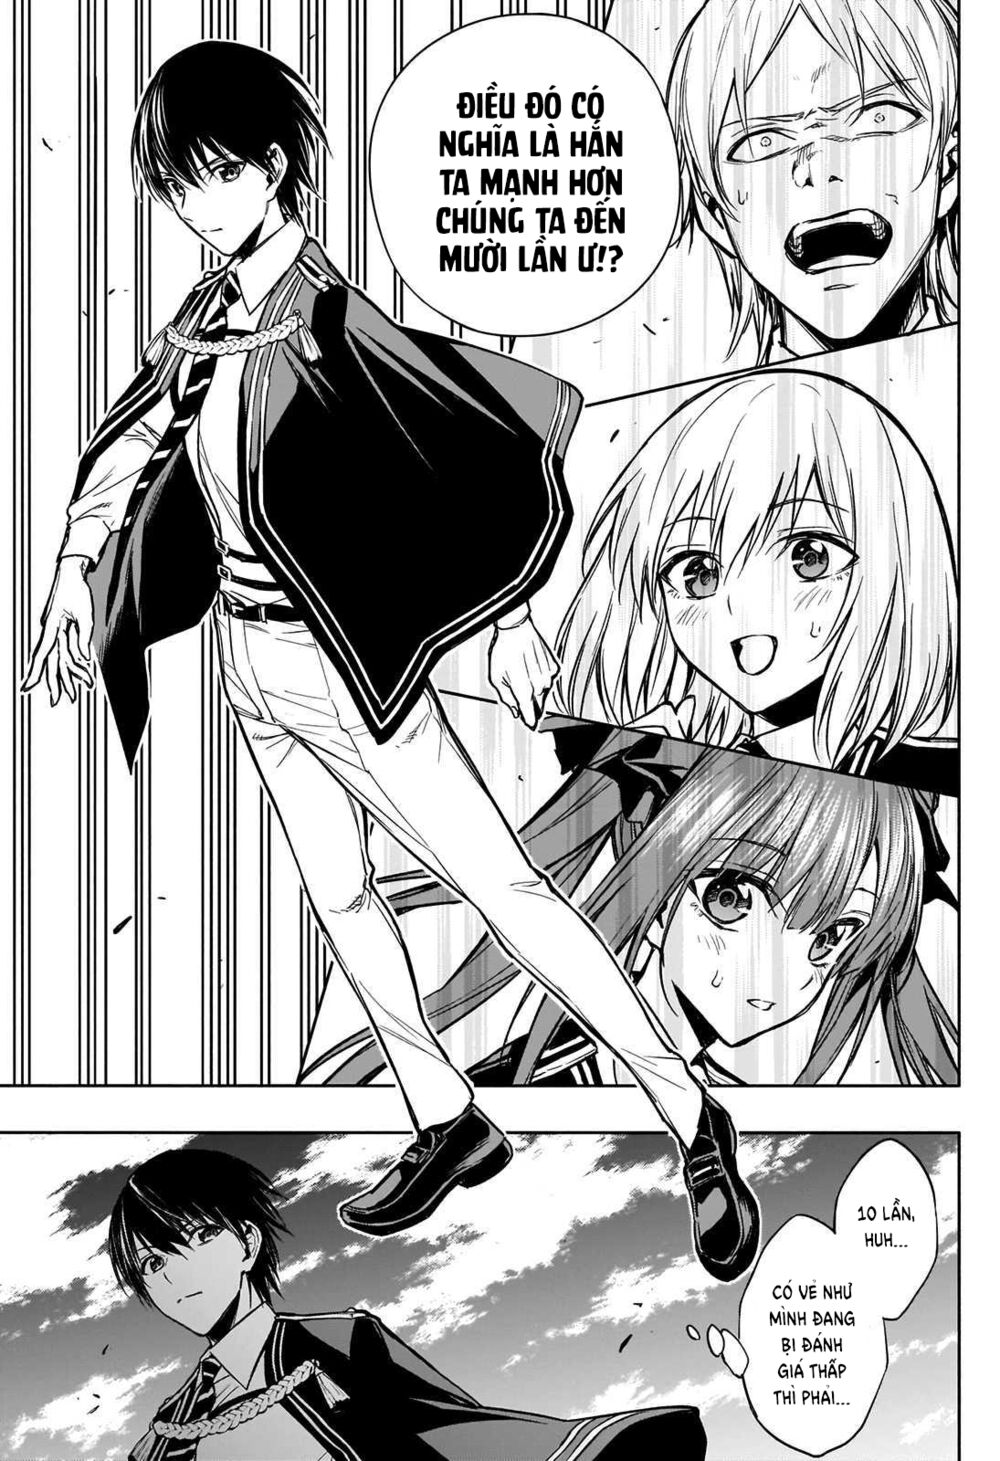 ĐIỀU ĐÓ CÓ
NGHĨA LÀ HẮN
TA MẠNH HƠN
CHÚNG TA ĐẾN
MƯỜI LẦN Ư!?
10 LẦN,
HUH...
CÓ VẺ NHƯ
MÌNH ĐANG
BỊ ĐÁNH
GIÁ THẤP
THÌ PHẢI...